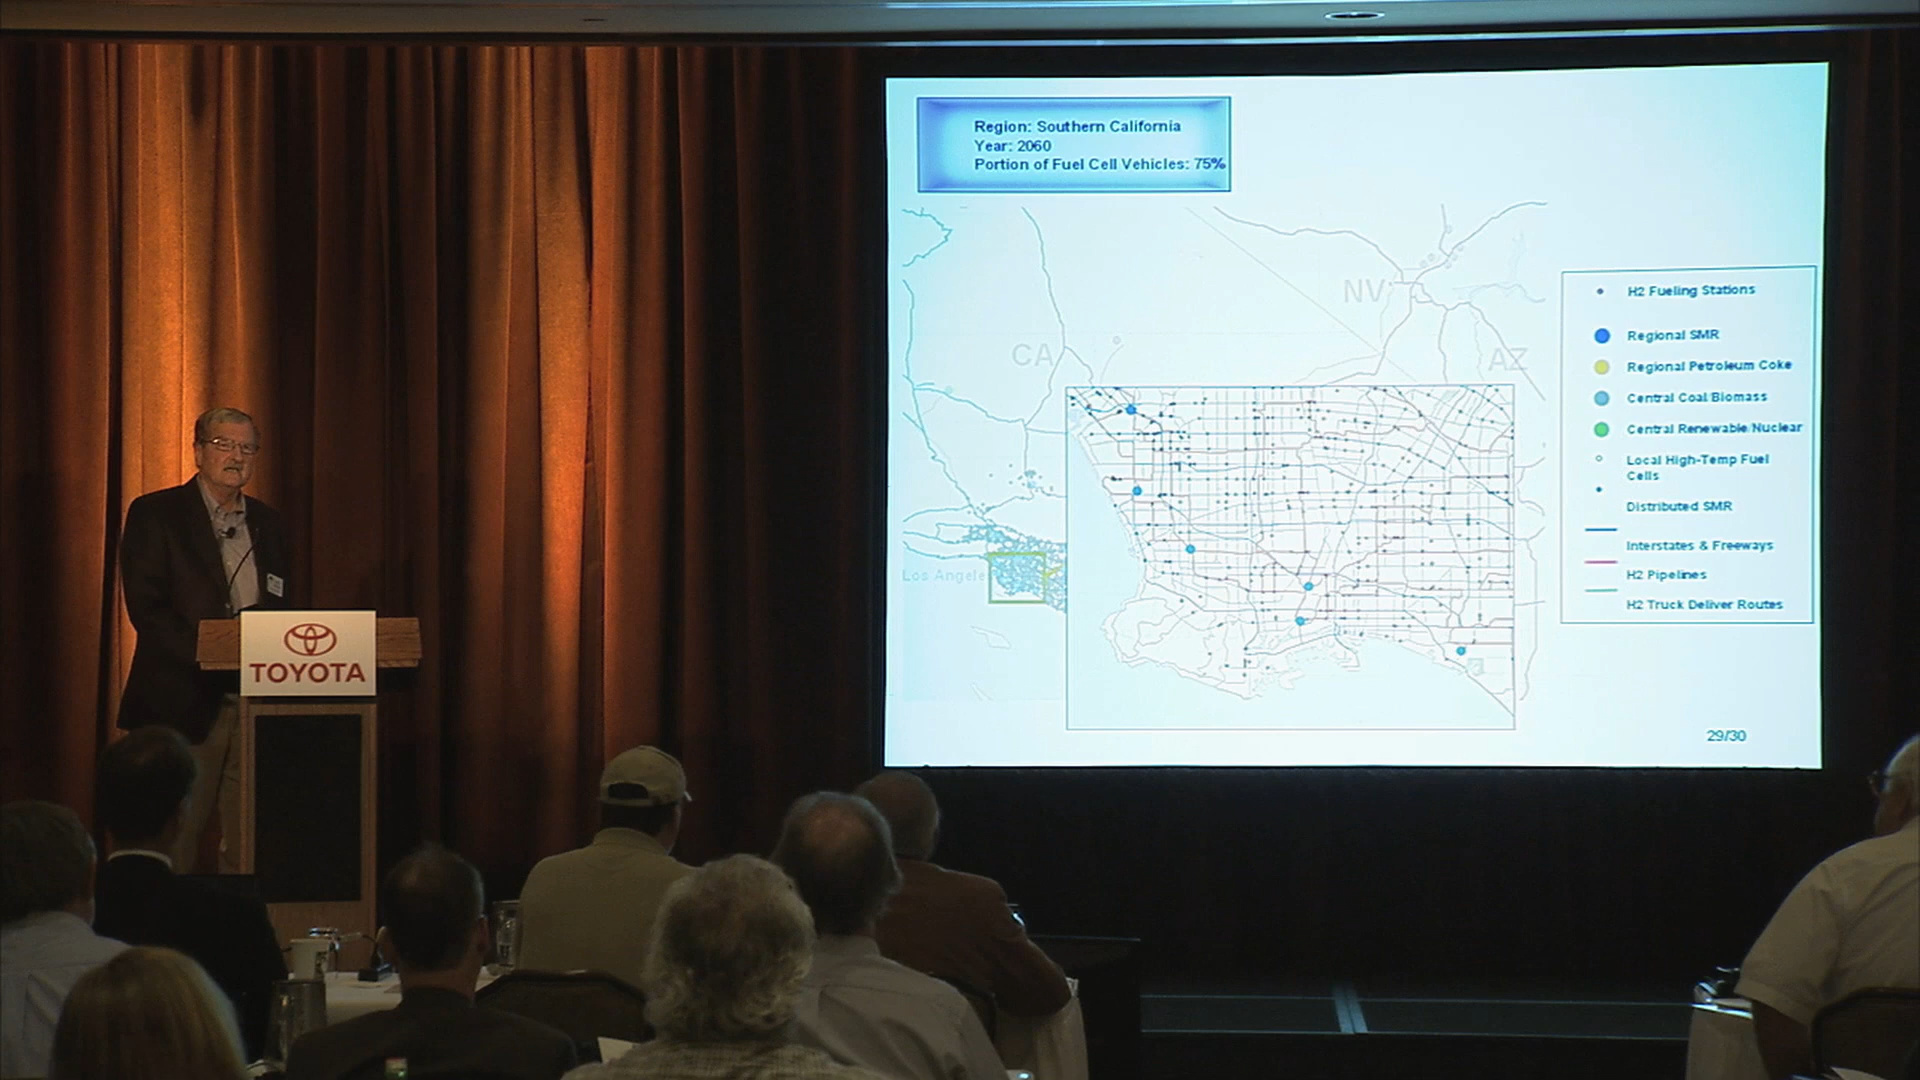 Region: Southern California
Year: 2060
Portion of Fuel Cell Vehicles: 75%
NV
CA
AZ
Los Angele
H2 Fueling Stations
Regional SMR
Regional Petroleum Coke
Central Coal/Biomass
Central Renewable/Nuclear
Local High-Temp Fuel
Cells
Distributed SMR
Interstates & Freeways
H2 Pipelines
H2 Truck Deliver Routes
29/30
TOYOTA